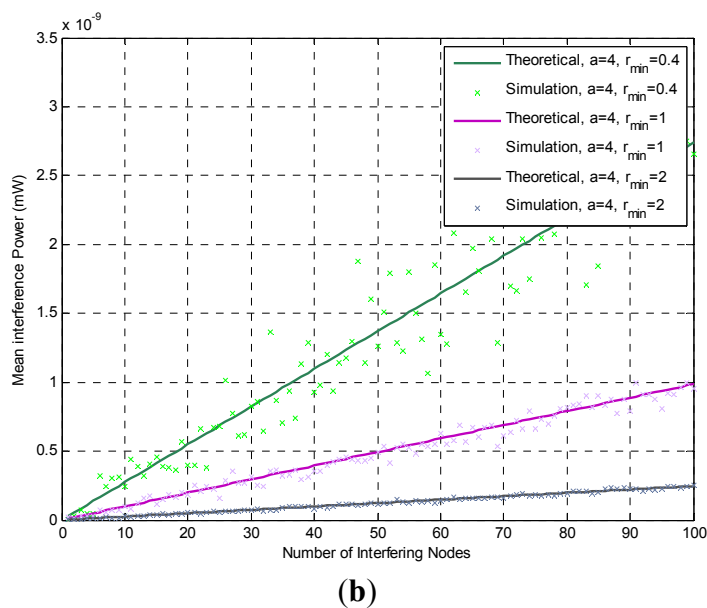 x 10^-9
3.5
3
2.5
2
1.5
1
0.5
0
Mean interference Power (mW)
Theoretical, a=4, r_min=0.4
Simulation, a=4, r_min=0.4
Theoretical, a=4, r_min=1
Simulation, a=4, r_min=1
Theoretical, a=4, r_min=2
Simulation, a=4, r_min=2
0 10 20 30 40 50 60 70 80 90 100
Number of Interfering Nodes
(b)